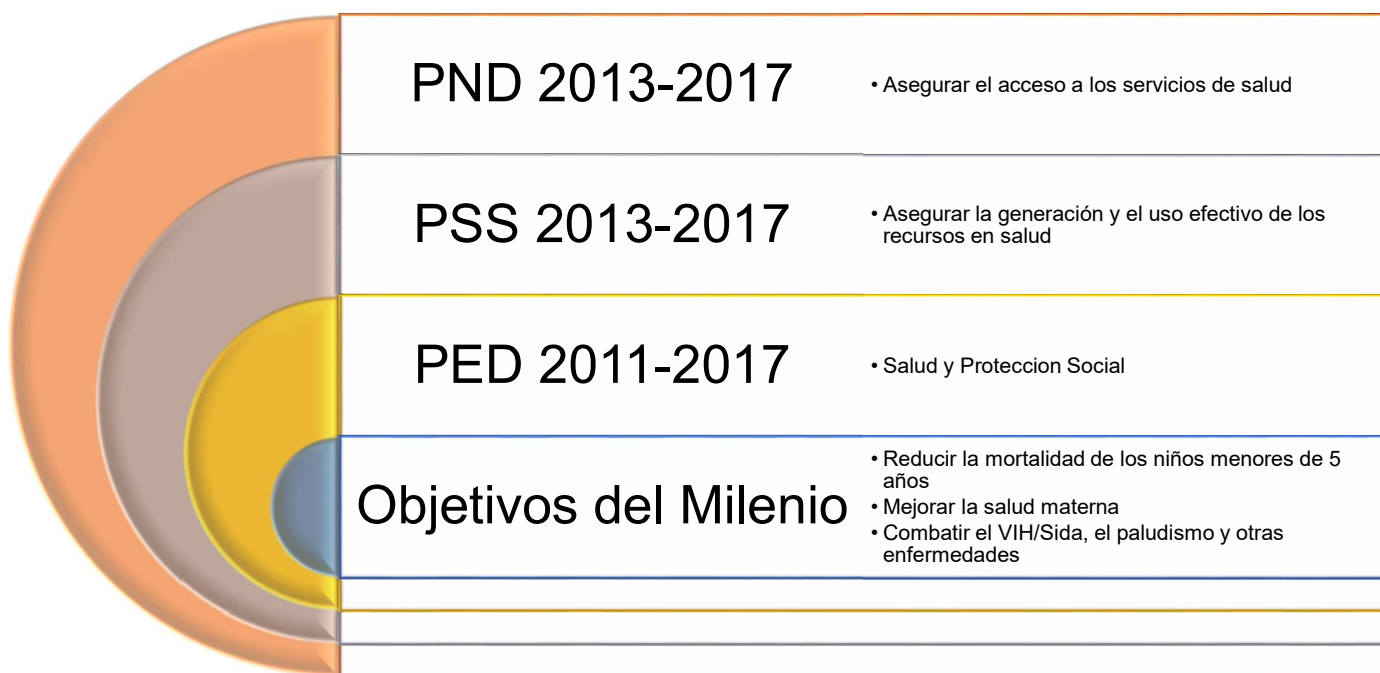 PND 2013-2017
• Asegurar el acceso a los servicios de salud
PSS 2013-2017
• Asegurar la generación y el uso efectivo de los
recursos en salud
PED 2011-2017
• Salud y Proteccion Social
Objetivos del Milenio
• Reducir la mortalidad de los niños menores de 5
años
• Mejorar la salud materna
• Combatir el VIH/Sida, el paludismo y otras
enfermedades